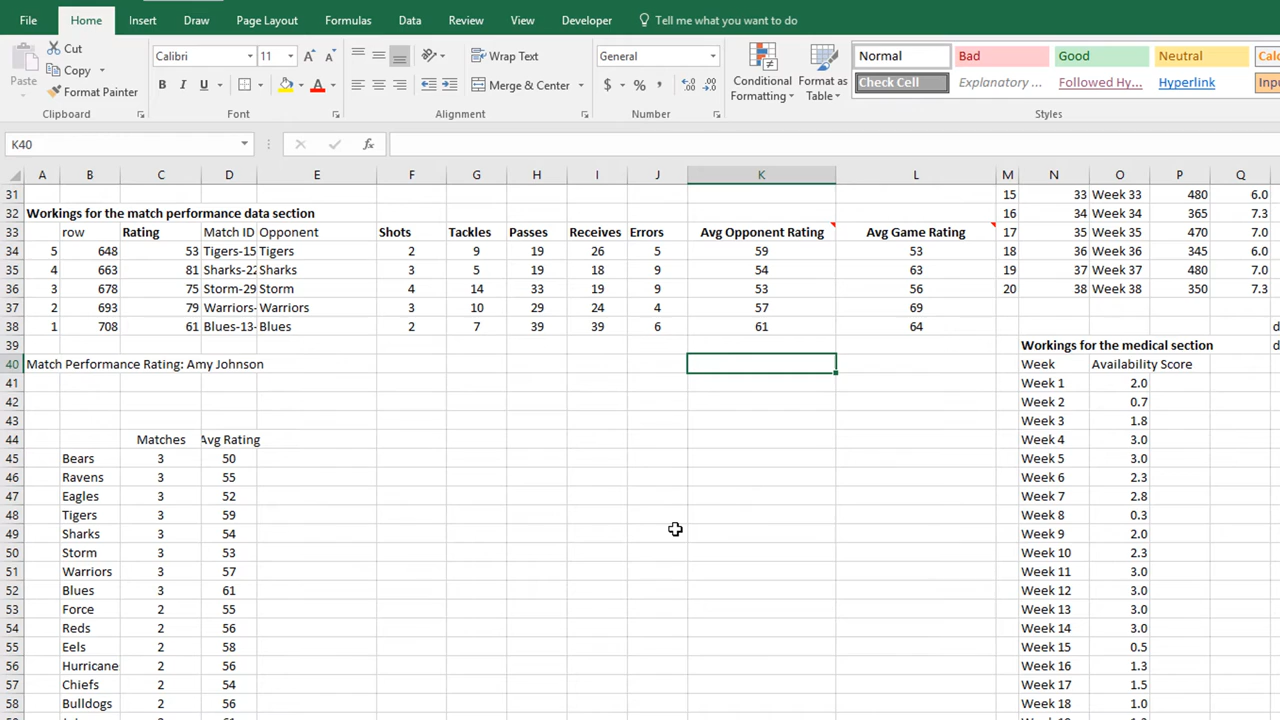 File Home Insert Draw Page Layout Formulas Data Review View Developer Tell me what you want to do
Cut
Copy
Format Painter
Paste
Clipboard
Calibri 11
B I U
Font
Wrap Text
Merge & Center
Alignment
General
$ % ,
Number
Conditional Formatting
Format as Table
Normal Bad Good Neutral
Check Cell Explanatory ... Followed Hy... Hyperlink
Styles
K40 fx
A B C D E F G H I J K L M N O P Q
31 15 33 Week 33 480 6.0
32 Workings for the match performance data section 16 34 Week 34 365 7.3
33 row Rating Match ID Opponent Shots Tackles Passes Receives Errors Avg Opponent Rating Avg Game Rating 17 35 Week 35 470 7.0
34 5 648 53 Tigers-15 Tigers 2 9 19 26 5 59 53 18 36 Week 36 345 6.0
35 4 663 81 Sharks-22 Sharks 3 5 19 18 9 54 63 19 37 Week 37 480 7.0
36 3 678 75 Storm-29 Storm 4 14 33 19 9 53 56 20 38 Week 38 350 7.3
37 2 693 79 Warriors- Warriors 3 10 29 24 4 57 69
38 1 708 61 Blues-13- Blues 2 7 39 39 6 61 64 d
39 Workings for the medical section d
40 Match Performance Rating: Amy Johnson Week Availability Score
41 Week 1 2.0
42 Week 2 0.7
43 Week 3 1.8
44 Matches Avg Rating Week 4 3.0
45 Bears 3 50 Week 5 3.0
46 Ravens 3 55 Week 6 2.3
47 Eagles 3 52 Week 7 2.8
48 Tigers 3 59 Week 8 0.3
49 Sharks 3 54 Week 9 2.0
50 Storm 3 53 Week 10 2.3
51 Warriors 3 57 Week 11 3.0
52 Blues 3 61 Week 12 3.0
53 Force 2 55 Week 13 3.0
54 Reds 2 56 Week 14 3.0
55 Eels 2 58 Week 15 0.5
56 Hurricane 2 56 Week 16 1.3
57 Chiefs 2 54 Week 17 1.5
58 Bulldogs 2 56 Week 18 1.0